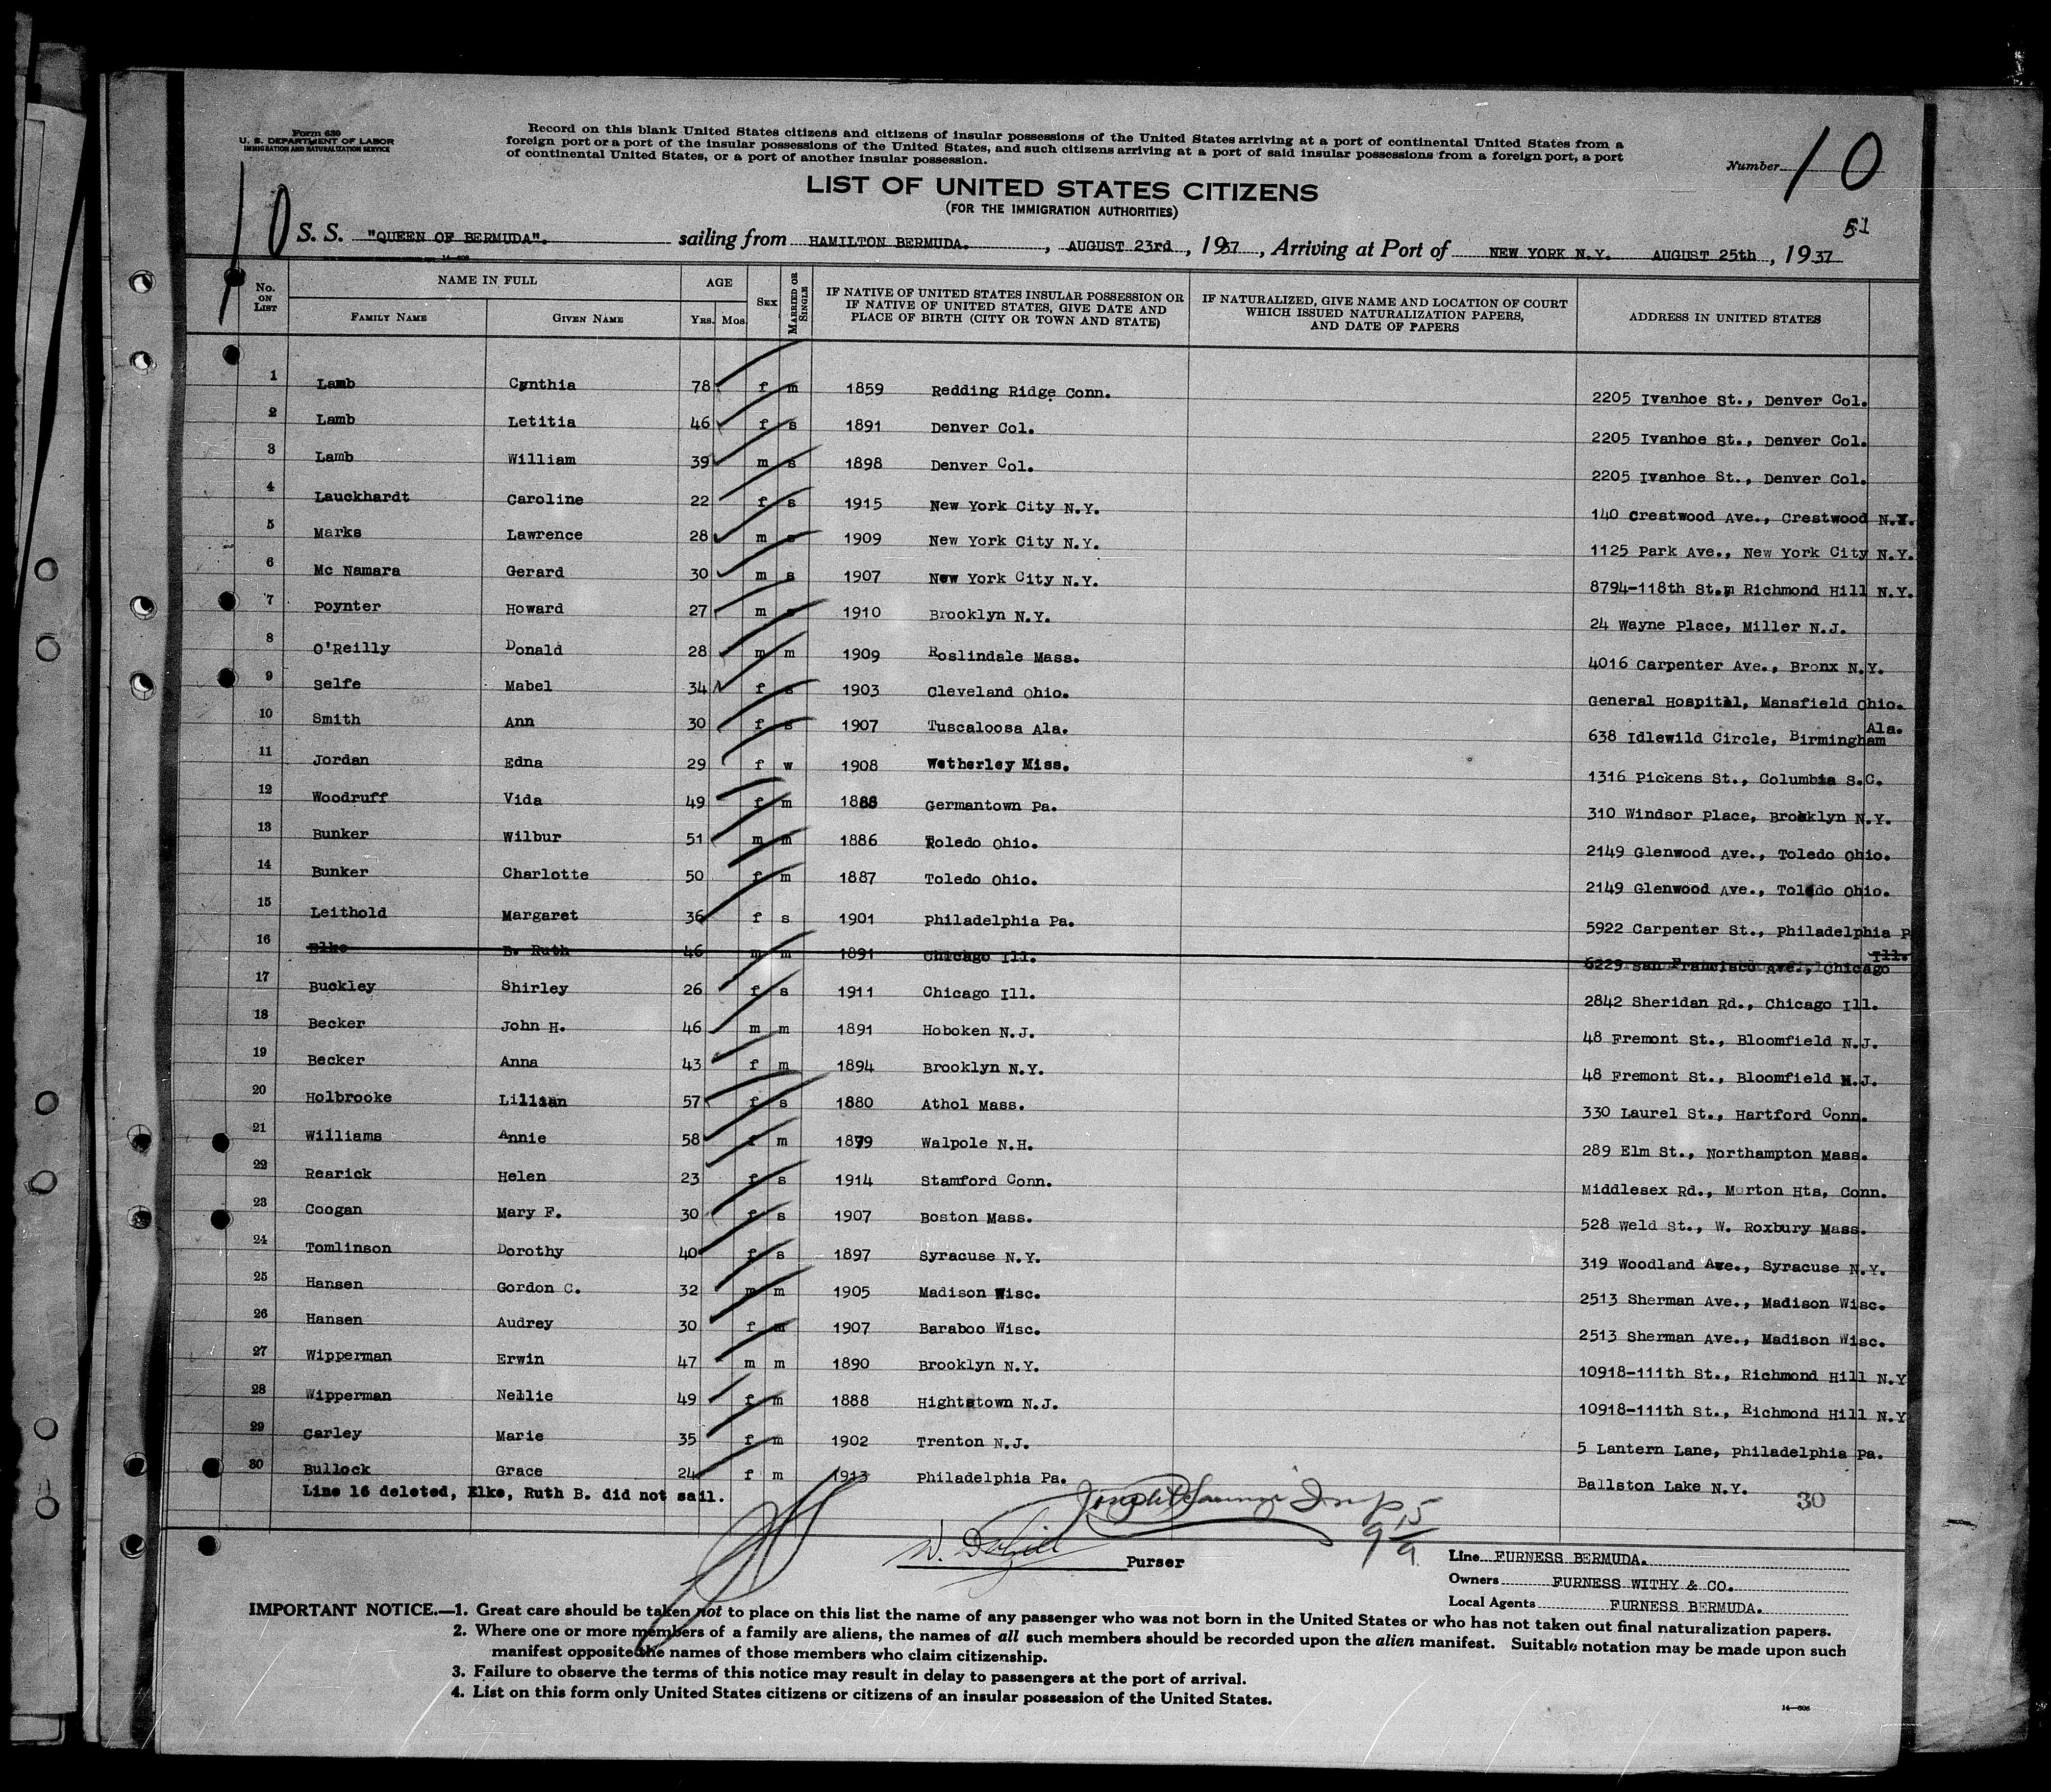 Form 630
U. S. DEPARTMENT OF LABOR
IMMIGRATION AND NATURALIZATION SERVICE
Record on this blank United States citizens and citizens of insular possessions of the United States arriving at a port of continental United States from a
foreign port or a port of the insular possessions of the United States, and such citizens arriving at a port of said insular possessions from a foreign port, a port
of continental United States, or a port of another insular possession.
Number 10
LIST OF UNITED STATES CITIZENS
(FOR THE IMMIGRATION AUTHORITIES)
51
10 S. S. "QUEEN OF BERMUDA". sailing from HAMILTON BERMUDA. , AUGUST 23rd , 1937 , Arriving at Port of NEW YORK N.Y. AUGUST 25th , 1937
14-608
No. ON LIST NAME IN FULL AGE SEX MARRIED OR SINGLE IF NATIVE OF UNITED STATES INSULAR POSSESSION OR IF NATIVE OF UNITED STATES, GIVE DATE AND PLACE OF BIRTH (CITY OR TOWN AND STATE) IF NATURALIZED, GIVE NAME AND LOCATION OF COURT WHICH ISSUED NATURALIZATION PAPERS, AND DATE OF PAPERS ADDRESS IN UNITED STATES
FAMILY NAME GIVEN NAME YRS. MOS
1 Lamb Cynthia 78 f m 1859 Redding Ridge Conn. 2205 Ivanhoe St., Denver Col.
2 Lamb Letitia 46 f s 1891 Denver Col. 2205 Ivanhoe St., Denver Col.
3 Lamb William 39 m s 1898 Denver Col. 2205 Ivanhoe St., Denver Col.
4 Lauckhardt Caroline 22 f s 1915 New York City N.Y. 140 Crestwood Ave., Crestwood N.Y.
5 Marks Lawrence 28 m s 1909 New York City N.Y. 1125 Park Ave., New York City N.Y.
6 Mc Namara Gerard 30 m s 1907 New York City N.Y. 8794-118th St.m Richmond Hill N.Y.
7 Poynter Howard 27 m s 1910 Brooklyn N.Y. 24 Wayne Place, Miller N.J.
8 O'Reilly Donald 28 m m 1909 Roslindale Mass. 4016 Carpenter Ave., Bronx N.Y.
9 Selfe Mabel 34 f s 1903 Cleveland Ohio. General Hospital, Mansfield Ohio.
10 Smith Ann 30 f s 1907 Tuscaloosa Ala. 638 Idlewild Circle, Birmingham Ala.
11 Jordan Edna 29 f w 1908 Wetherley Miss. 1316 Pickens St., Columbia S.C.
12 Woodruff Vida 49 f m 1888 Germantown Pa. 310 Windsor Place, Brooklyn N.Y.
13 Bunker Wilbur 51 m m 1886 Toledo Ohio. 2149 Glenwood Ave., Toledo Ohio.
14 Bunker Charlotte 50 f m 1887 Toledo Ohio. 2149 Glenwood Ave., Toledo Ohio.
15 Leithold Margaret 36 f s 1901 Philadelphia Pa. 5922 Carpenter St., Philadelphia P
16 Elke B. Ruth 46 m m 1891 Chicago Ill. 6229 San Francisco Ave., Chicago Ill.
17 Buckley Shirley 26 f s 1911 Chicago Ill. 2842 Sheridan Rd., Chicago Ill.
18 Becker John H. 46 m m 1891 Hoboken N.J. 48 Fremont St., Bloomfield N.J.
19 Becker Anna 43 f m 1894 Brooklyn N.Y. 48 Fremont St., Bloomfield N.J.
20 Holbrooke Lilian 57 f s 1880 Athol Mass. 330 Laurel St., Hartford Conn.
21 Williams Annie 58 f m 1879 Walpole N.H. 289 Elm St., Northampton Mass.
22 Rearick Helen 23 f s 1914 Stamford Conn. Middlesex Rd., Morton Hts, Conn.
23 Coogan Mary F. 30 f s 1907 Boston Mass. 528 Weld St., W. Roxbury Mass.
24 Tomlinson Dorothy 40 f s 1897 Syracuse N.Y. 319 Woodland Ave., Syracuse N.Y.
25 Hansen Gordon C. 32 m m 1905 Madison Wisc. 2513 Sherman Ave., Madison Wisc.
26 Hansen Audrey 30 f m 1907 Baraboo Wisc. 2513 Sherman Ave., Madison Wisc.
27 Wipperman Erwin 47 m m 1890 Brooklyn N.Y. 10918-111th St., Richmond Hill N.Y
28 Wipperman Nellie 49 f m 1888 Hightstown N.J. 10918-111th St., Richmond Hill N.Y
29 Carley Marie 35 f m 1902 Trenton N.J. 5 Lantern Lane, Philadelphia Pa.
30 Bullock Grace 24 f m 1913 Philadelphia Pa. Ballston Lake N.Y.
Line 16 deleted, Elke, Ruth B. did not sail.
30
Purser
Line FURNESS BERMUDA.
Owners FURNESS WITHY & CO.
Local Agents FURNESS BERMUDA.
IMPORTANT NOTICE.—1. Great care should be taken not to place on this list the name of any passenger who was not born in the United States or who has not taken out final naturalization papers.
2. Where one or more members of a family are aliens, the names of all such members should be recorded upon the alien manifest. Suitable notation may be made upon such
manifest opposite the names of those members who claim citizenship.
3. Failure to observe the terms of this notice may result in delay to passengers at the port of arrival.
4. List on this form only United States citizens or citizens of an insular possession of the United States.
14-608